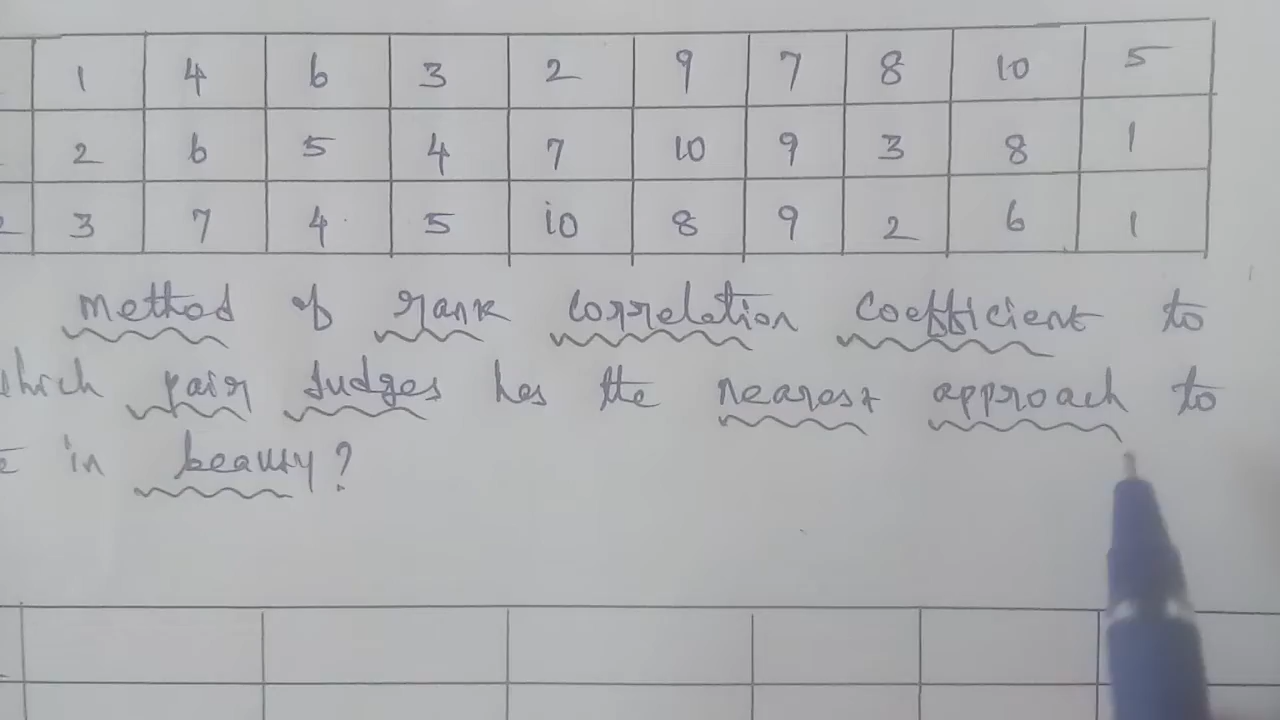 1 4 6 3 2 9 7 8 10 5
2 6 5 4 7 10 9 3 8 1
2 3 7 4 5 10 8 9 2 6 1
method of rank correlation coefficient to
which pair Judges has the nearest approach to
in beauty?